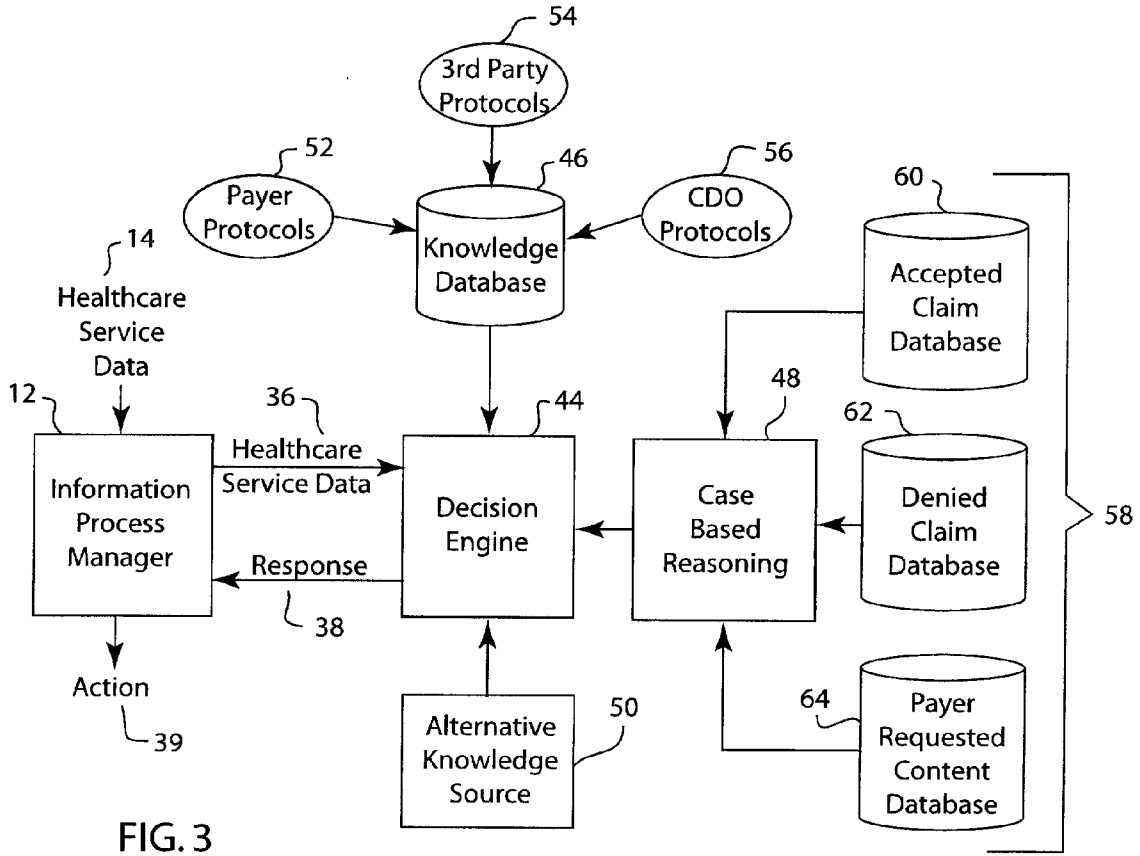 54
3rd Party
Protocols
52
Payer
Protocols
46
Knowledge
Database
56
CDO
Protocols
60
Accepted
Claim
Database
14
Healthcare
Service
Data
12
Information
Process
Manager
36
Healthcare
Service Data
44
Decision
Engine
48
Case
Based
Reasoning
62
Denied
Claim
Database
58
Response
38
Action
39
Alternative
Knowledge
Source
50
64
Payer
Requested
Content
Database
FIG. 3